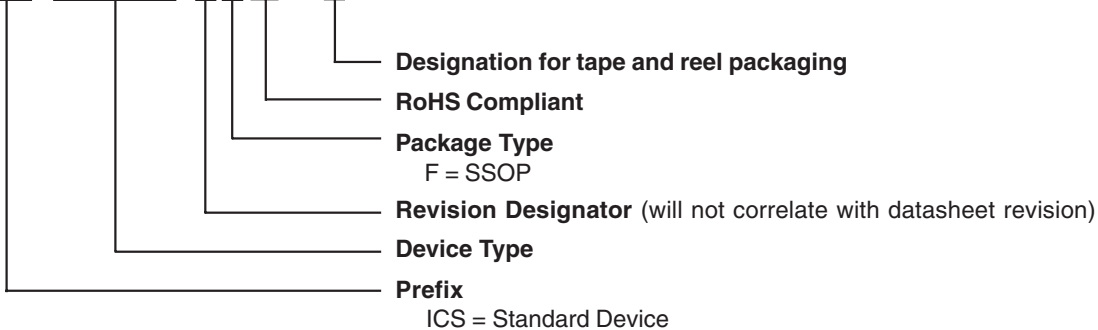 Designation for tape and reel packaging
RoHS Compliant
Package Type
F = SSOP
Revision Designator (will not correlate with datasheet revision)
Device Type
Prefix
ICS = Standard Device